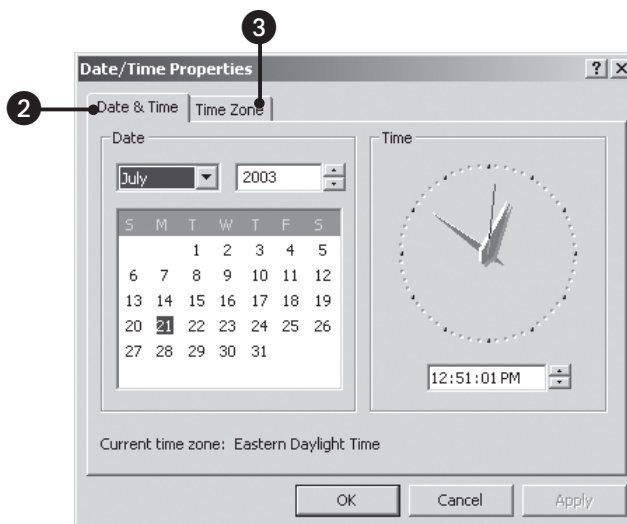 3
Date/Time Properties ? X
2
Date & Time Time Zone
Date
Time
July 2003
S M T W T F S
1 2 3 4 5
6 7 8 9 10 11 12
13 14 15 16 17 18 19
20 21 22 23 24 25 26
27 28 29 30 31
12:51:01 PM
Current time zone: Eastern Daylight Time
OK Cancel Apply